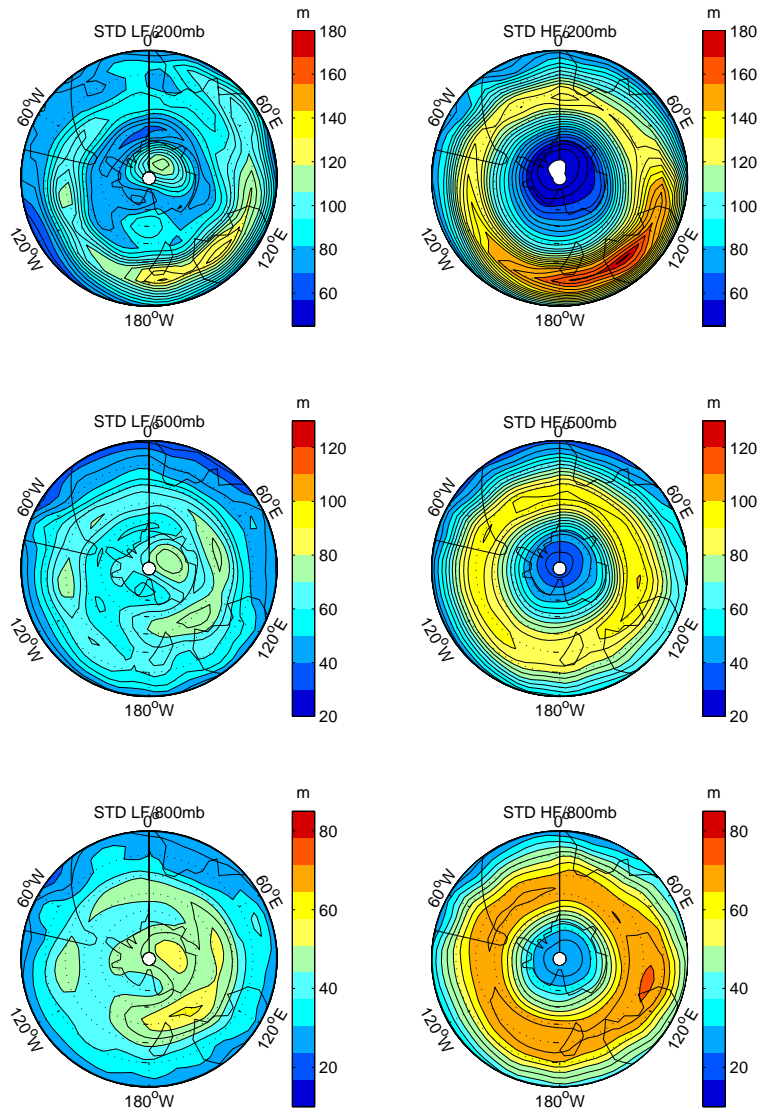 m
STD LF/200mb
0°
60°W
60°E
120°W
120°E
180°W
180
160
140
120
100
80
60
m
STD HF/200mb
0°
60°W
60°E
120°W
120°E
180°W
180
160
140
120
100
80
60
m
STD LF/500mb
0°
60°W
60°E
120°W
120°E
180°W
120
100
80
60
40
20
m
STD HF/500mb
0°
60°W
60°E
120°W
120°E
180°W
120
100
80
60
40
20
m
STD LF/800mb
0°
60°W
60°E
120°W
120°E
180°W
80
60
40
20
m
STD HF/800mb
0°
60°W
60°E
120°W
120°E
180°W
80
60
40
20